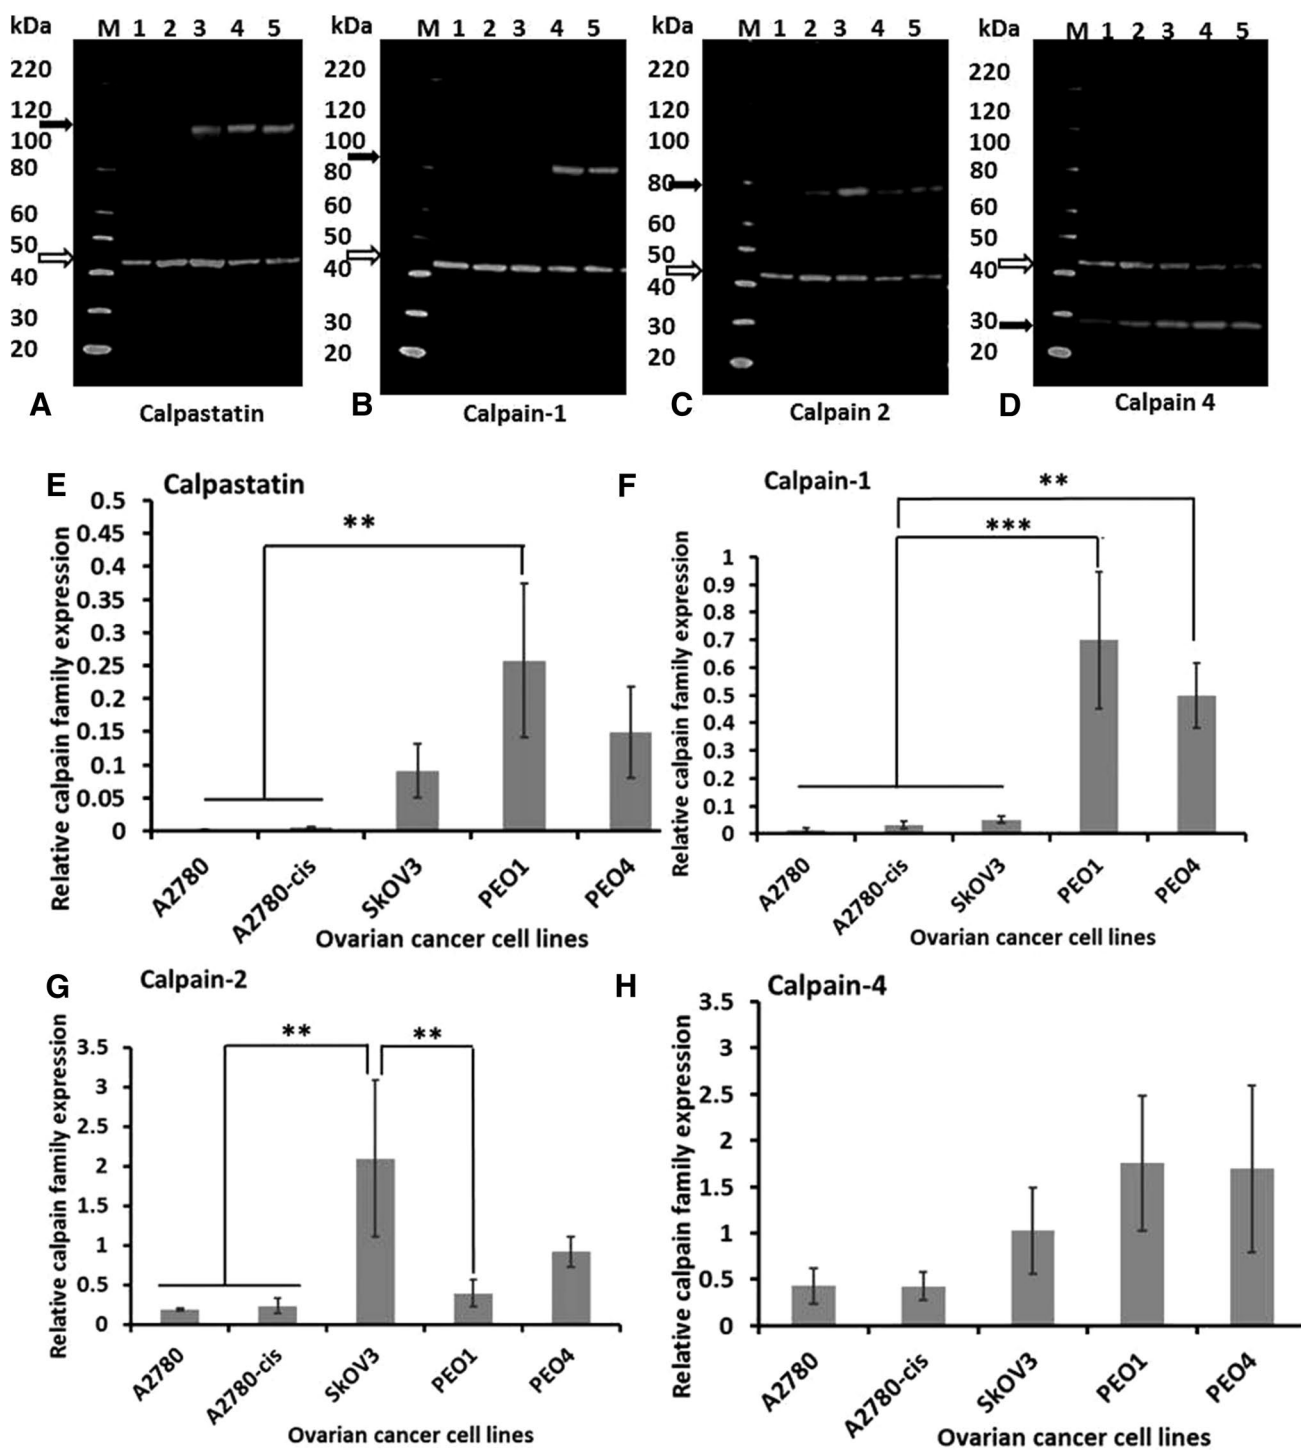 kDa M 1 2 3 4 5
220
120
100
80
60
50
40
30
20
A
Calpastatin
kDa M 1 2 3 4 5
220
120
100
80
60
50
40
30
20
B
Calpain-1
kDa M 1 2 3 4 5
220
120
100
80
60
50
40
30
20
C
Calpain 2
kDa M 1 2 3 4 5
220
120
100
80
60
50
40
30
20
D
Calpain 4
E
Calpastatin
Relative calpain family expression
0.5
0.45
0.4
0.35
0.3
0.25
0.2
0.15
0.1
0.05
0
**
A2780
A2780-cis
SkOV3
PEO1
PEO4
Ovarian cancer cell lines
F
Calpain-1
Relative calpain family expression
1
0.9
0.8
0.7
0.6
0.5
0.4
0.3
0.2
0.1
0
**
***
A2780
A2780-cis
SkOV3
PEO1
PEO4
Ovarian cancer cell lines
G
Calpain-2
Relative calpain family expression
3.5
3
2.5
2
1.5
1
0.5
0
**
**
A2780
A2780-cis
SkOV3
PEO1
PEO4
Ovarian cancer cell lines
H
Calpain-4
Relative calpain family expression
3.5
3
2.5
2
1.5
1
0.5
0
A2780
A2780-cis
SkOV3
PEO1
PEO4
Ovarian cancer cell lines